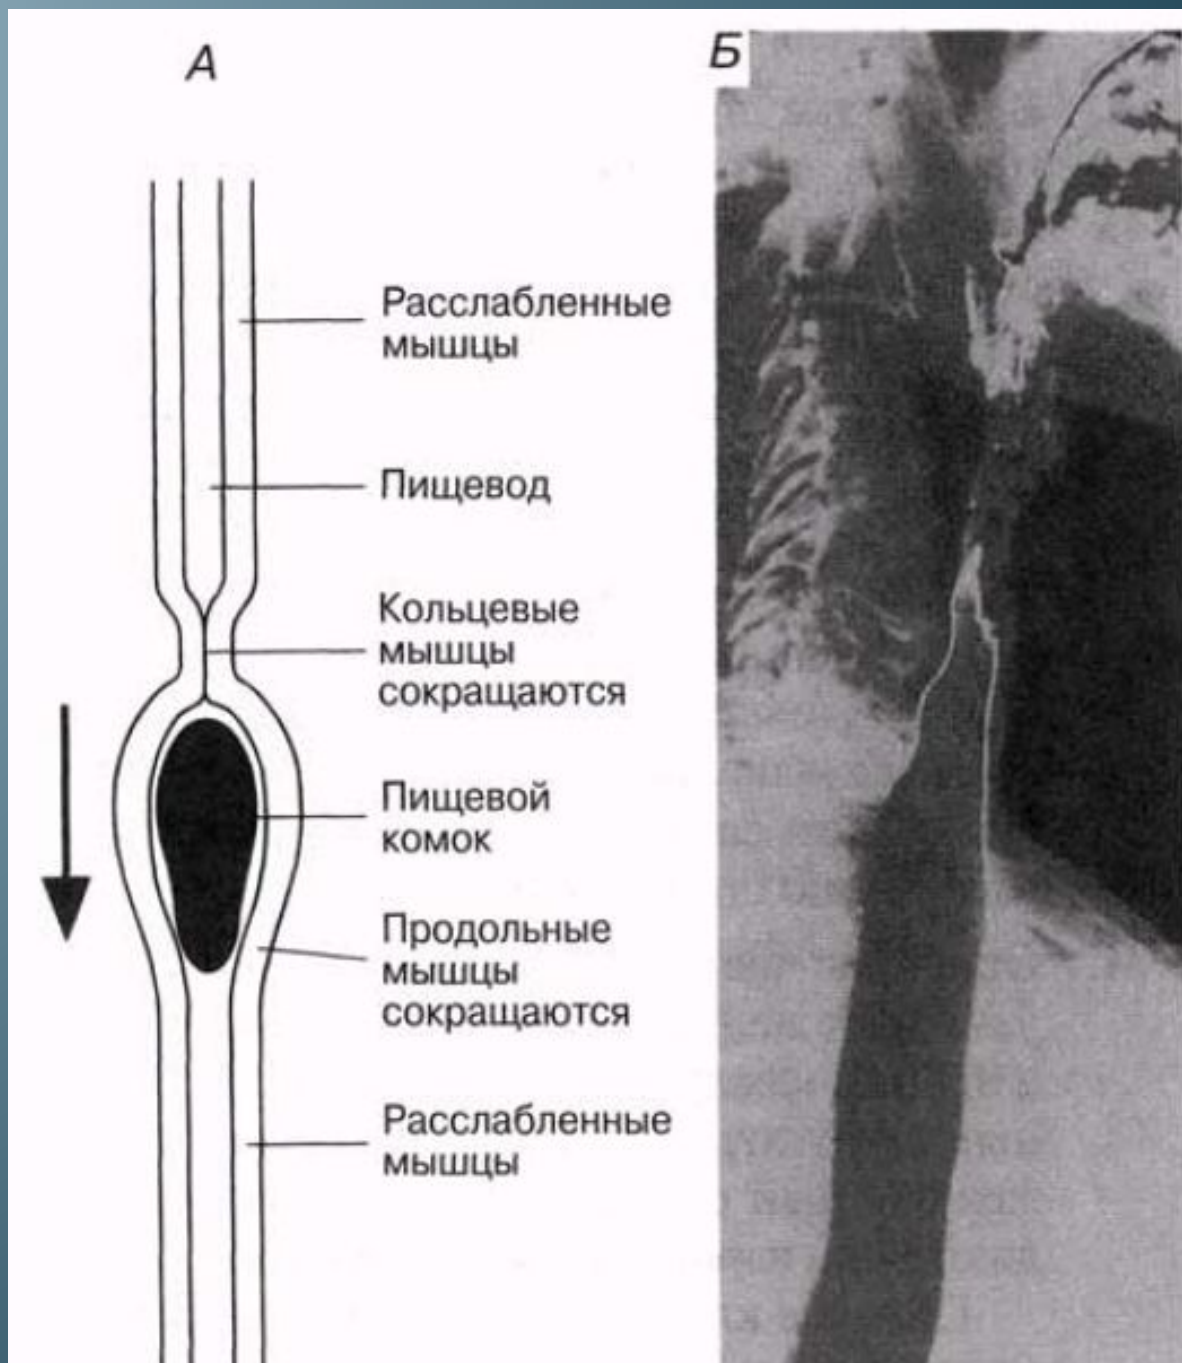 А
Б
Расслабленные
мышцы
Пищевод
Кольцевые
мышцы
сокращаются
Пищевой
комок
Продольные
мышцы
сокращаются
Расслабленные
мышцы